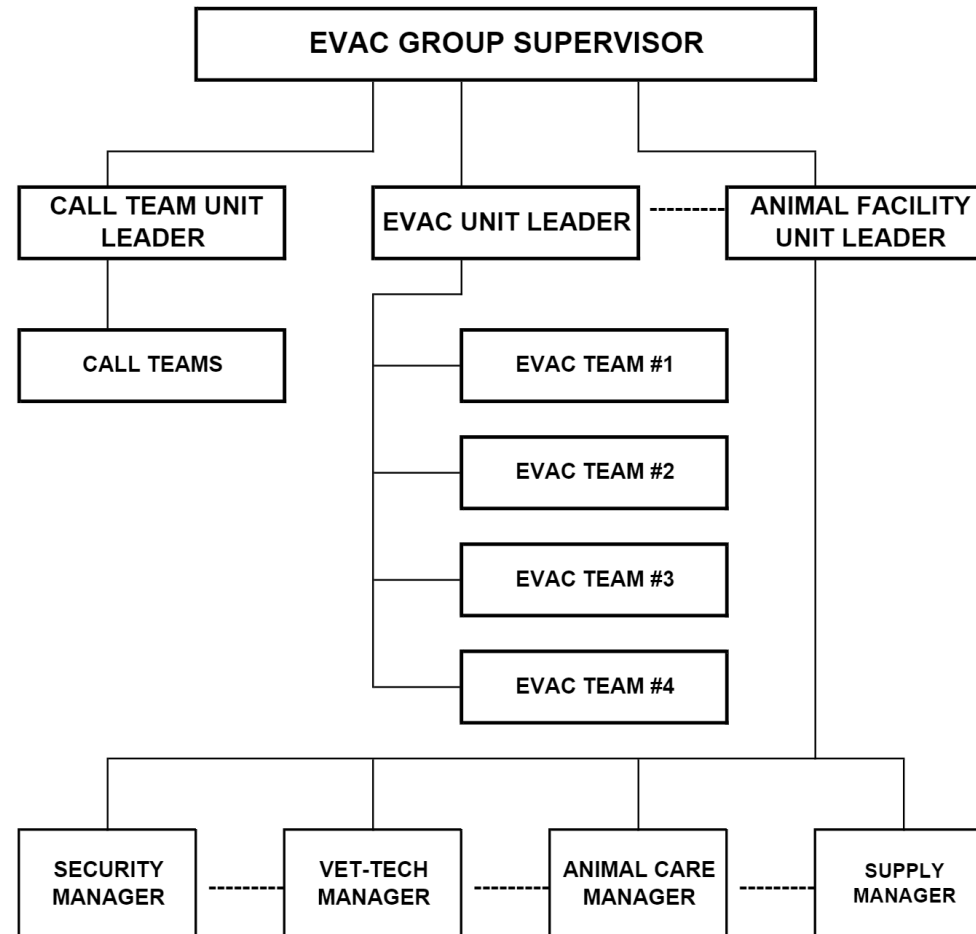 EVAC GROUP SUPERVISOR
CALL TEAM UNIT
LEADER
EVAC UNIT LEADER
ANIMAL FACILITY
UNIT LEADER
CALL TEAMS
EVAC TEAM #1
EVAC TEAM #2
EVAC TEAM #3
EVAC TEAM #4
SECURITY
MANAGER
VET-TECH
MANAGER
ANIMAL CARE
MANAGER
SUPPLY
MANAGER